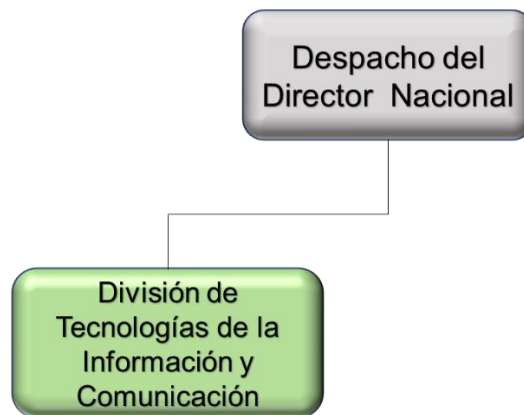 Despacho del
Director Nacional
División de
Tecnologías de la
Información y
Comunicación